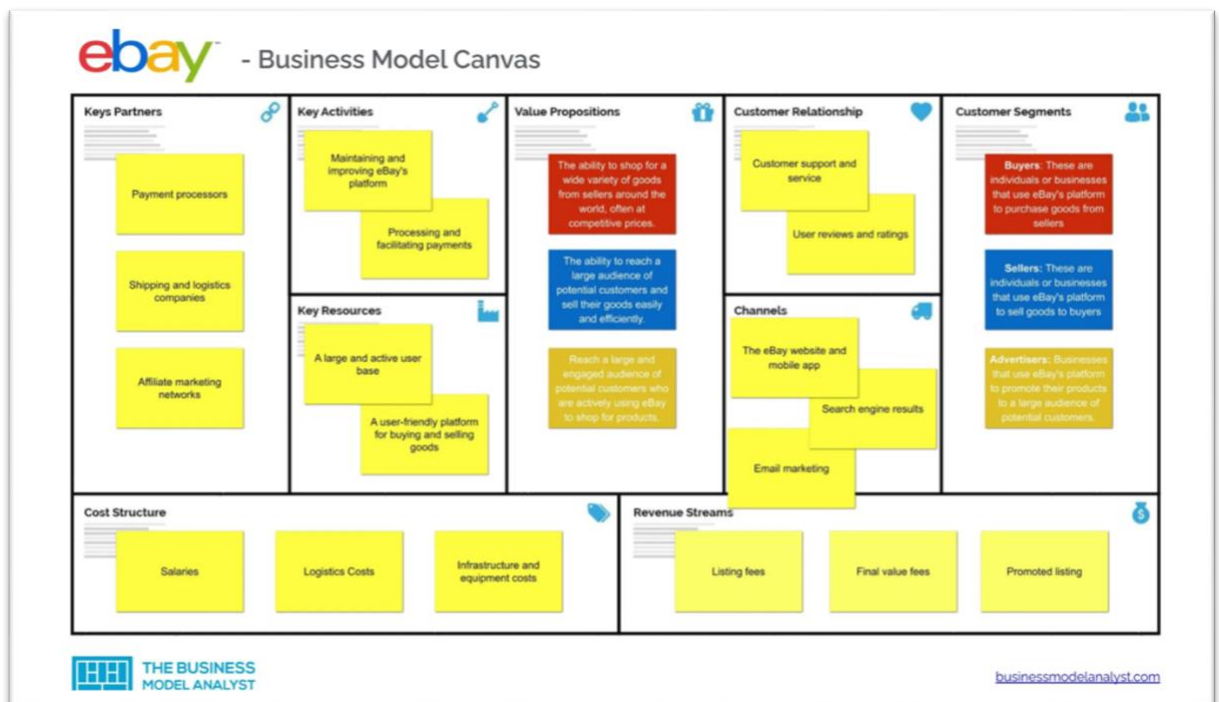 ebay™ - Business Model Canvas
Keys Partners
Payment processors
Shipping and logistics
companies
Affiliate marketing
networks
Key Activities
Maintaining and
improving eBay's
platform
Processing and
facilitating payments
Key Resources
A large and active user
base
A user-friendly platform
for buying and selling
goods
Value Propositions
The ability to shop for a
wide variety of goods
from sellers around the
world, often at
competitive prices.
The ability to reach a
large audience of
potential customers and
sell their goods easily
and efficiently.
Reach a large and
engaged audience of
potential customers who
are actively using eBay
to shop for products.
Customer Relationship
Customer support and
service
User reviews and ratings
Channels
The eBay website and
mobile app
Search engine results
Email marketing
Customer Segments
Buyers: These are
individuals or businesses
that use eBay's platform
to purchase goods from
sellers
Sellers: These are
individuals or businesses
that use eBay's platform
to sell goods to buyers
Advertisers: Businesses
that use eBay's platform
to promote their products
to a large audience of
potential customers.
Cost Structure
Salaries
Logistics Costs
Infrastructure and
equipment costs
Revenue Streams
$
Listing fees
Final value fees
Promoted listing
THE BUSINESS
MODEL ANALYST
businessmodelanalyst.com